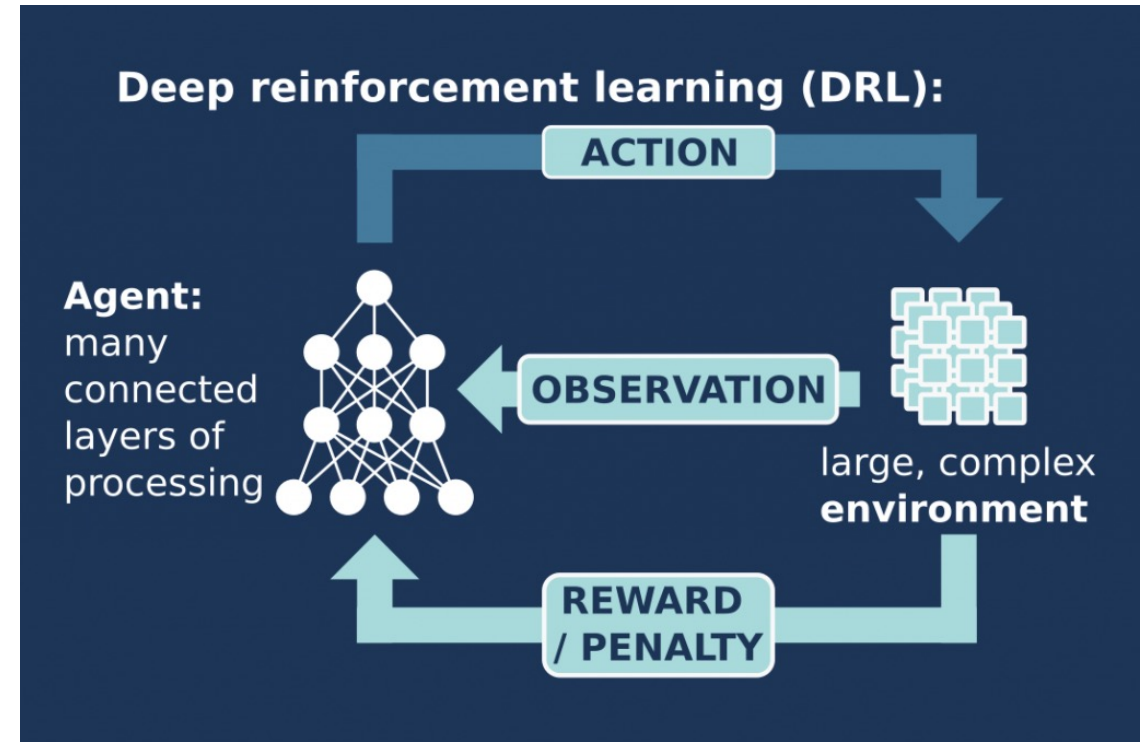 Deep reinforcement learning (DRL):
ACTION
Agent:
many
connected
layers of
processing
OBSERVATION
large, complex
environment
REWARD
/ PENALTY